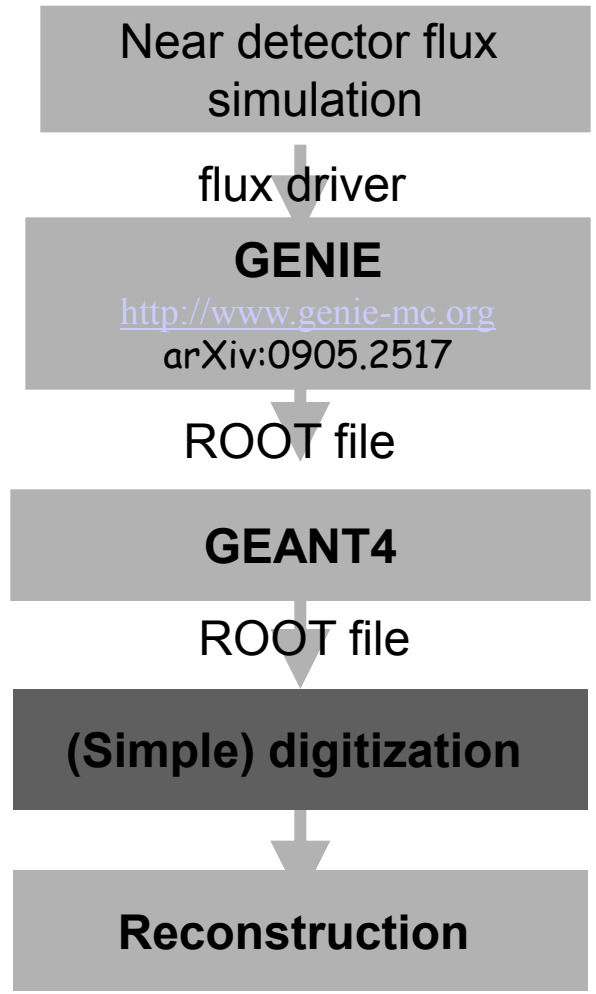 Near detector flux
simulation
flux driver
GENIE
http://www.genie-mc.org
arXiv:0905.2517
ROOT file
GEANT4
ROOT file
(Simple) digitization
Reconstruction